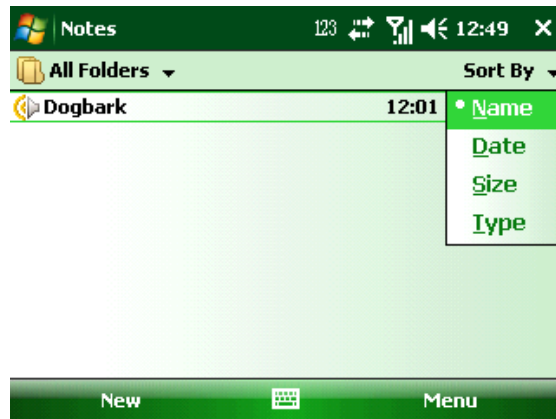 Notes 123 12:49
All Folders Sort By
Dogbark 12:01
Name
Date
Size
Type
New Menu